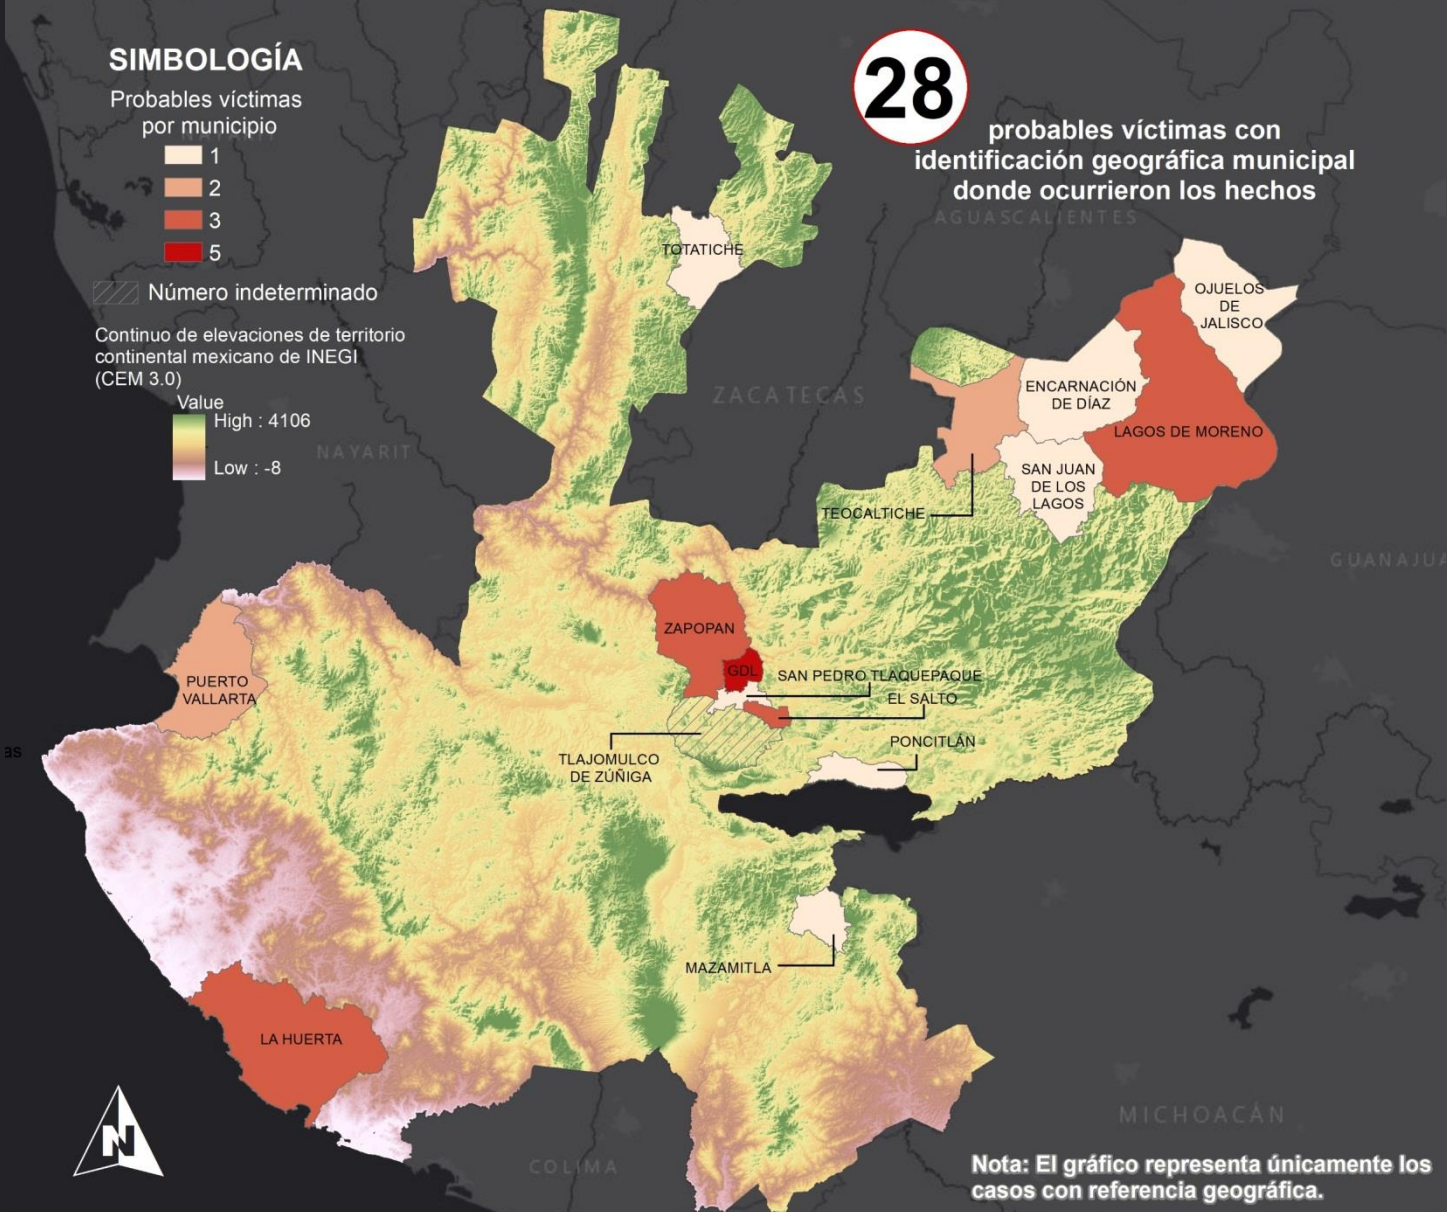 SIMBOLOGÍA
Probables víctimas
por municipio
1
2
3
5
Número indeterminado
Continuo de elevaciones de territorio
continental mexicano de INEGI
(CEM 3.0)
Value
High : 4106
Low : -8
28
probables víctimas con
identificación geográfica municipal
donde ocurrieron los hechos
AGUASCALIENTES
TOTATICHE
OJUELOS
DE
JALISCO
ZACATECAS
ENCARNACIÓN
DE DÍAZ
LAGOS DE MORENO
NAYARIT
NAYARIT
SAN JUAN
DE LOS
LAGOS
TEOCALTICHE
GUANAJUA
ZAPOPAN
GDL
SAN PEDRO TLAQUEPAQUE
PUERTO
VALLARTA
EL SALTO
PONCITLÁN
as
TLAJOMULCO
DE ZÚÑIGA
MAZAMITLA
LA HUERTA
N
MICHOACÁN
COLIMA
Nota: El gráfico representa únicamente los
casos con referencia geográfica.